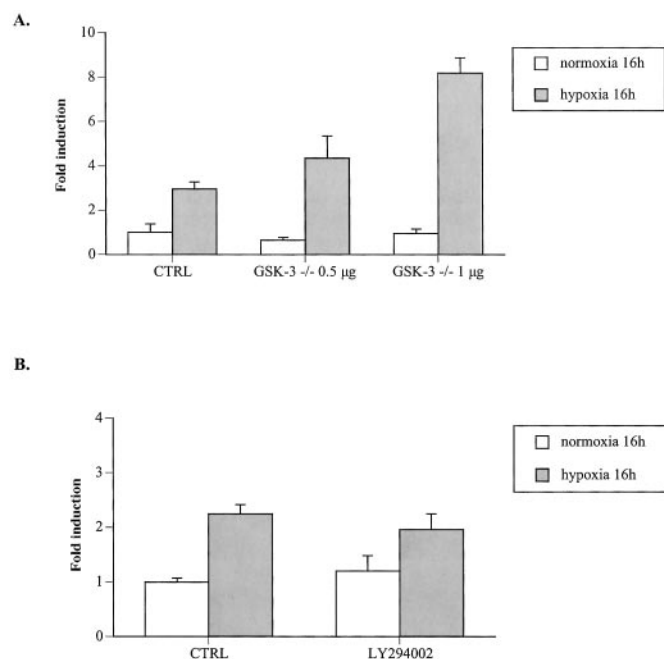 A.
10
8
6
4
2
0
Fold induction
CTRL
GSK-3 -/- 0.5 µg
GSK-3 -/- 1 µg
normoxia 16h
hypoxia 16h
B.
4
3
2
1
0
Fold induction
CTRL
LY294002
normoxia 16h
hypoxia 16h